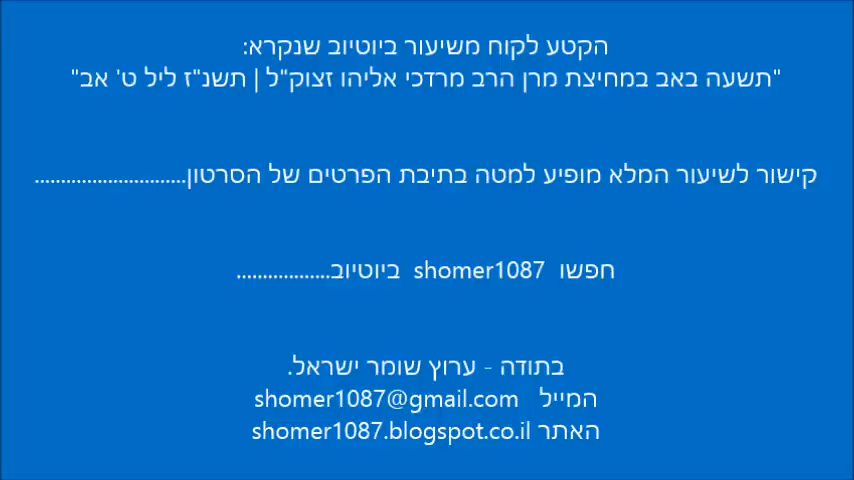 הקטע לקוח משיעור ביוטיוב שנקרא:
"תשעה באב במחיצת מרן הרב מרדכי אליהו זצוק"ל | תשנ"ז ליל ט' אב"
קישור לשיעור המלא מופיע למטה בתיבת הפרטים של הסרטון.............................
חפשו shomer1087 ביוטיוב..................
בתודה - ערוץ שומר ישראל.
המייל shomer1087@gmail.com
האתר shomer1087.blogspot.co.il